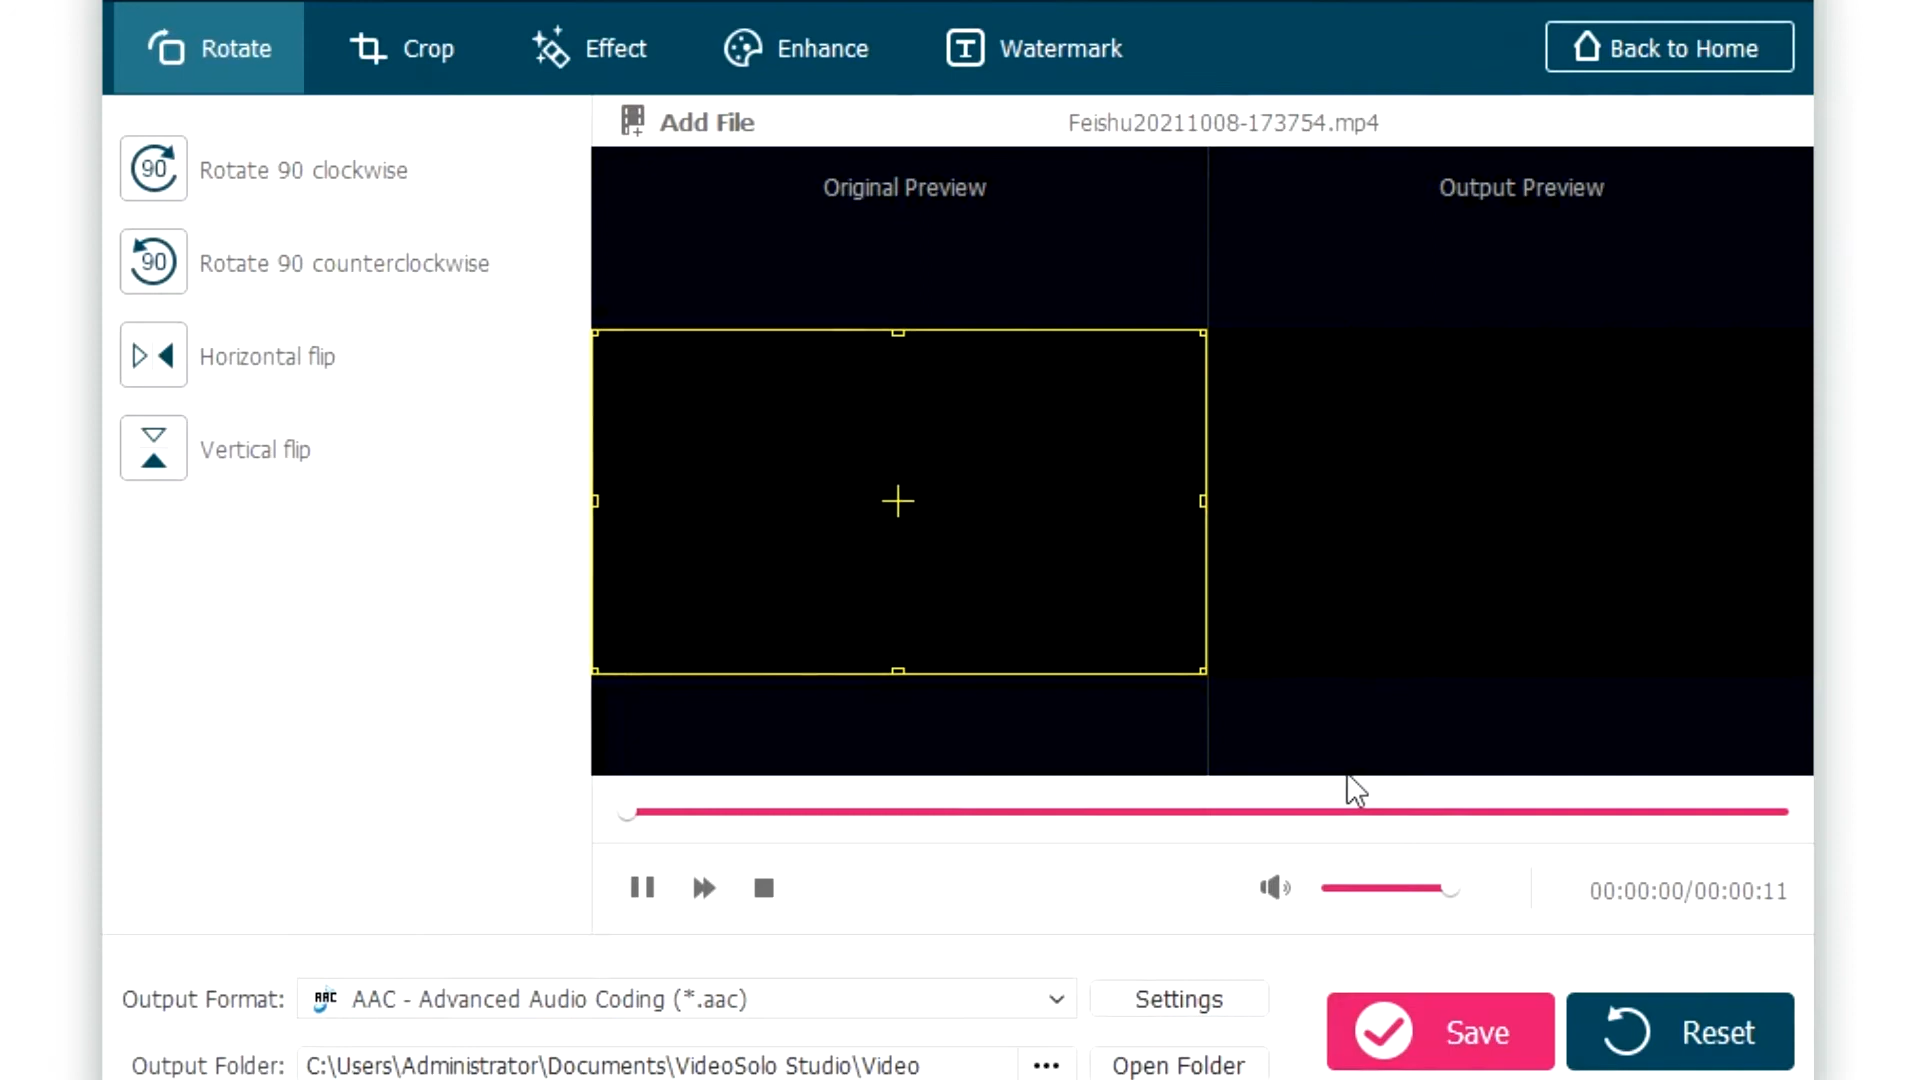 Rotate
Crop
Effect
Enhance
T
Watermark
Back to Home
Add File
Feishu20211008-173754.mp4
90
Rotate 90 clockwise
90
Rotate 90 counterclockwise
Horizontal flip
Vertical flip
Original Preview
Output Preview
00:00:00/00:00:11
Output Format:
AAC
AAC - Advanced Audio Coding (*.aac)
Settings
Save
Reset
Output Folder:
C:\Users\Administrator\Documents\VideoSolo Studio\Video
•••
Open Folder